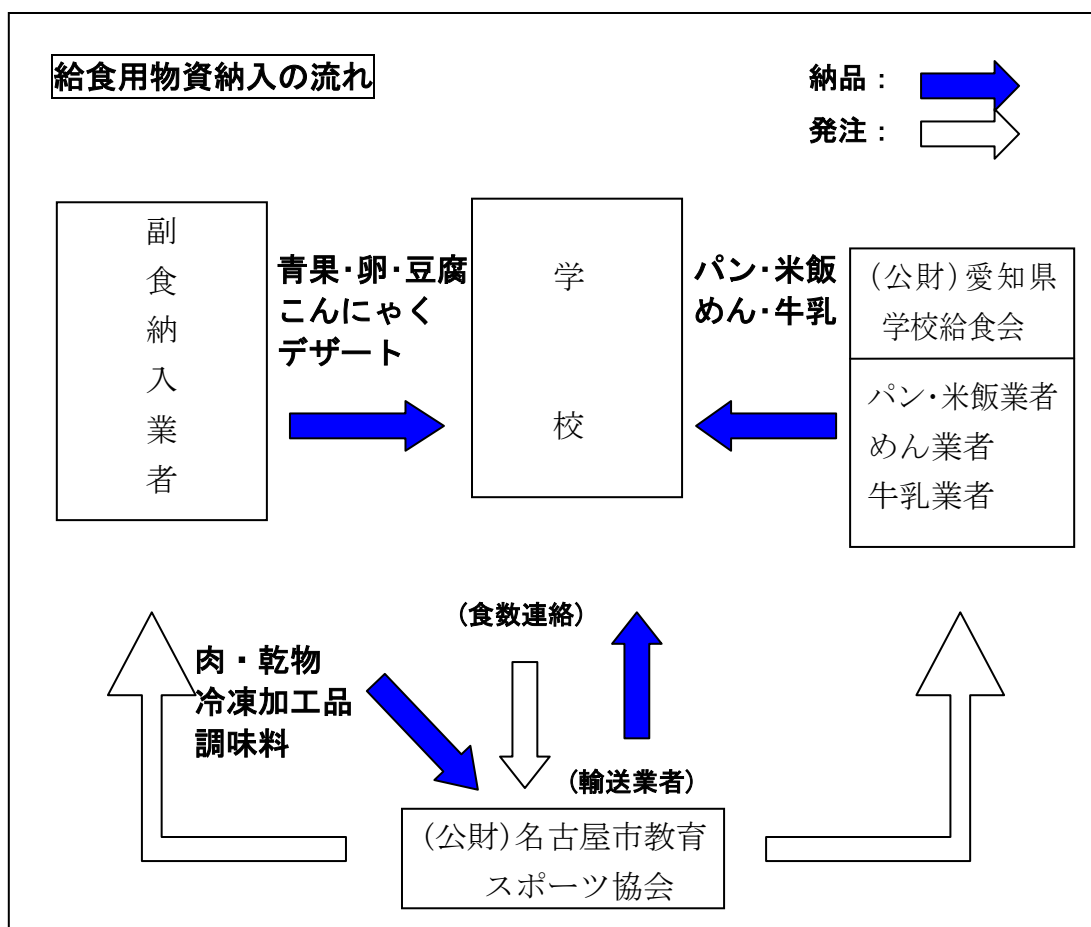 給食用物資納入の流れ
納品：
発注：
副食納入業者
青果・卵・豆腐
こんにゃく
デザート
学校
パン・米飯
めん・牛乳
(公財)愛知県
学校給食会
パン・米飯業者
めん業者
牛乳業者
(食数連絡)
肉・乾物
冷凍加工品
調味料
(輸送業者)
(公財)名古屋市教育
スポーツ協会